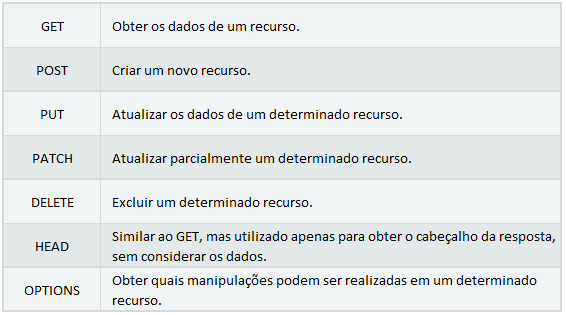 GET Obter os dados de um recurso.
POST Criar um novo recurso.
PUT Atualizar os dados de um determinado recurso.
PATCH Atualizar parcialmente um determinado recurso.
DELETE Excluir um determinado recurso.
HEAD Similar ao GET, mas utilizado apenas para obter o cabeçalho da resposta,
sem considerar os dados.
OPTIONS Obter quais manipulações podem ser realizadas em um determinado
recurso.